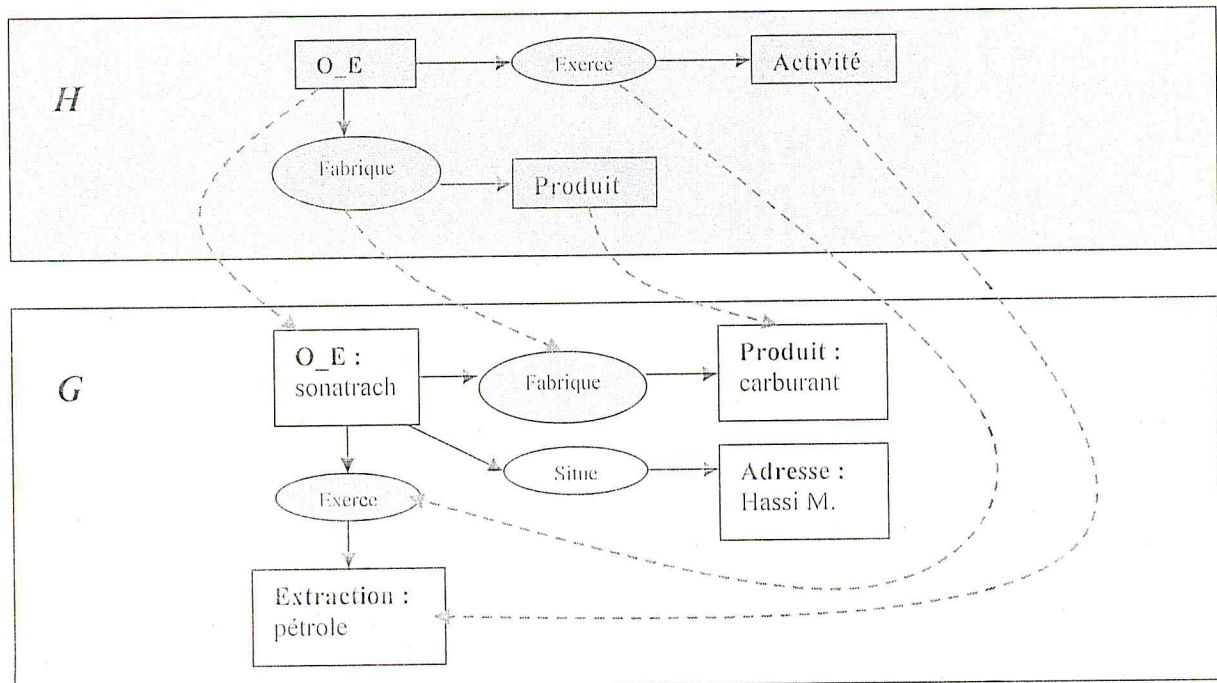 O_E
Exerce
Activité
H
Fabrique
Produit
O_E :
sonatrach
Fabrique
Produit :
carburant
G
Situe
Adresse :
Hassi M.
Exerce
Extraction :
pétrole